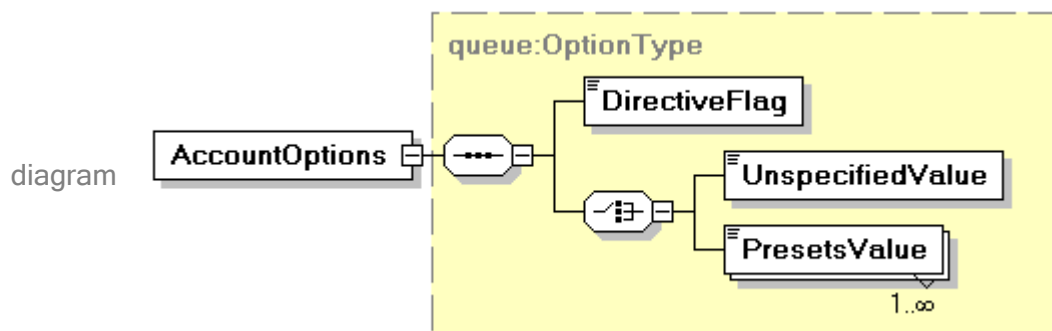 queue:OptionType
DirectiveFlag
AccountOptions
diagram
UnspecifiedValue
PresetsValue
1..∞